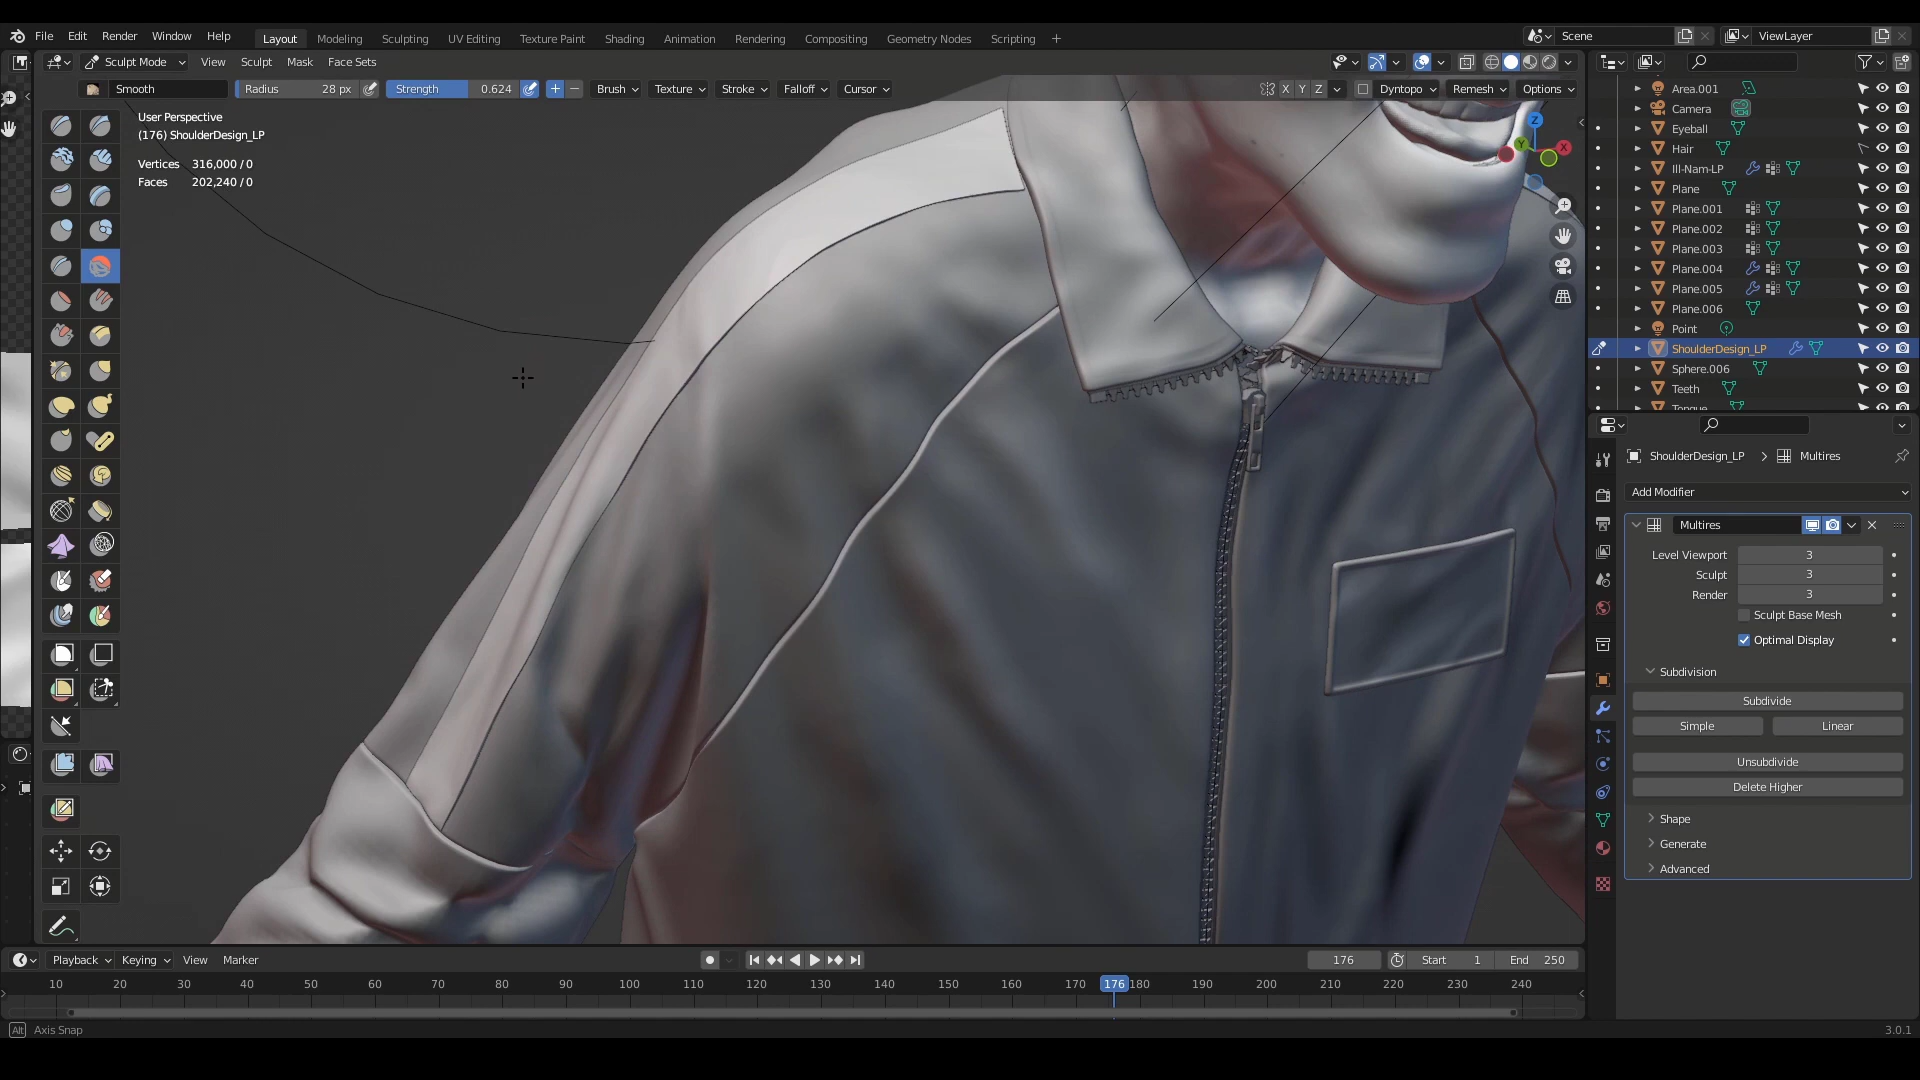 File Edit Render Window Help Layout Modeling Sculpting UV Editing Texture Paint Shading Animation Rendering Compositing Geometry Nodes Scripting + Scene ViewLayer
Sculpt Mode View Sculpt Mask Face Sets
Smooth Radius 28 px Strength 0.624 Brush Texture Stroke Falloff Cursor X Y Z Dyntopo Remesh Options
User Perspective
(176) ShoulderDesign_LP
Vertices 316,000 / 0
Faces 202,240 / 0
Z
Y
X
Area.001
Camera
Eyeball
Hair
Ill-Nam-LP
Plane
Plane.001
Plane.002
Plane.003
Plane.004
Plane.005
Plane.006
Point
ShoulderDesign_LP
Sphere.006
Teeth
Tongue
ShoulderDesign_LP > Multires
Add Modifier
Multires
Level Viewport 3
Sculpt 3
Render 3
Sculpt Base Mesh
Optimal Display
Subdivision
Subdivide
Simple Linear
Unsubdivide
Delete Higher
Shape
Generate
Advanced
Playback Keying View Marker 176 Start 1 End 250
10 20 30 40 50 60 70 80 90 100 110 120 130 140 150 160 170 176 180 190 200 210 220 230 240
Alt Axis Snap 3.0.1